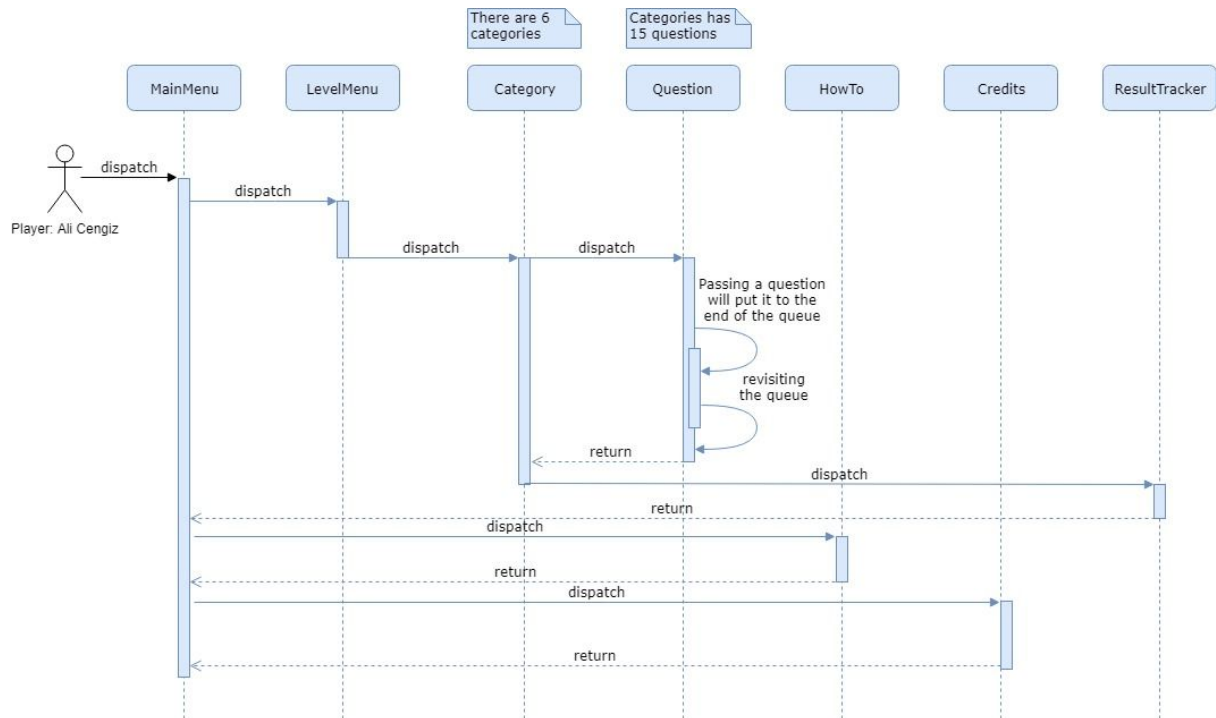 There are 6
categories
Categories has
15 questions
MainMenu
LevelMenu
Category
Question
HowTo
Credits
ResultTracker
dispatch
Player: Ali Cengiz
dispatch
dispatch
dispatch
Passing a question
will put it to the
end of the queue
revisiting
the queue
return
dispatch
return
dispatch
return
dispatch
return